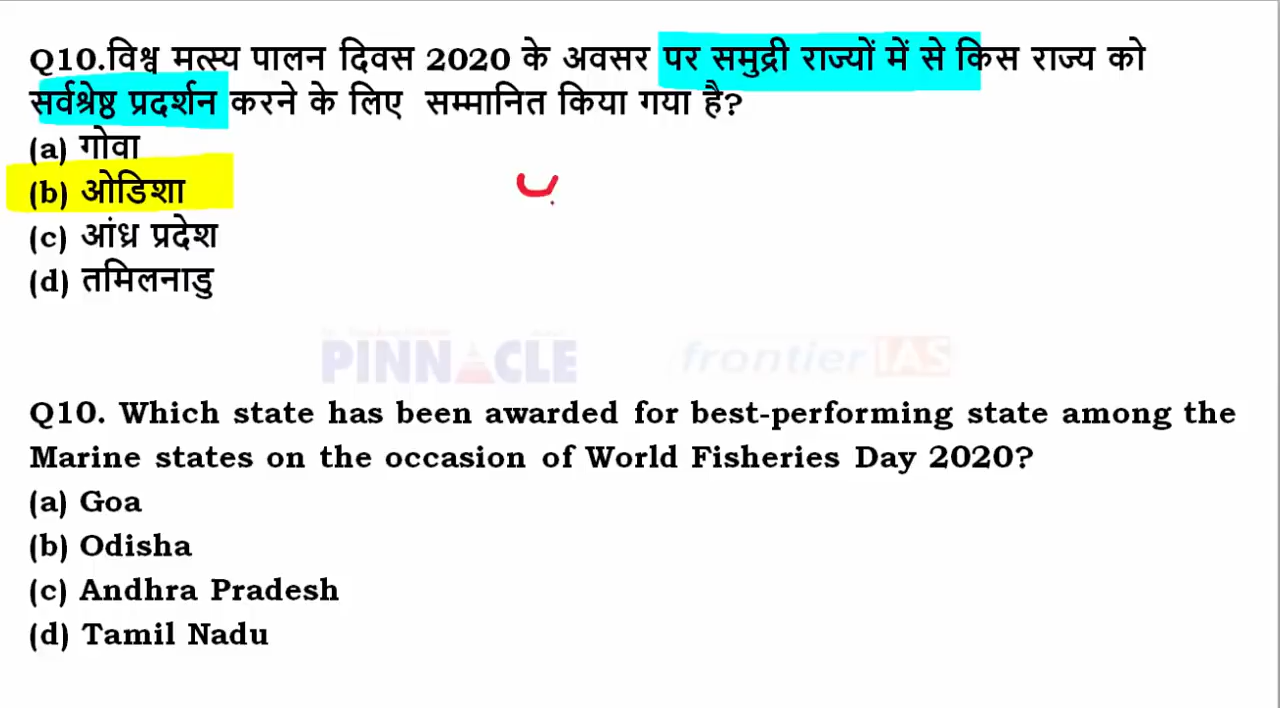 Q10.विश्व मत्स्य पालन दिवस 2020 के अवसर पर समुद्री राज्यों में से किस राज्य को
सर्वश्रेष्ठ प्रदर्शन करने के लिए सम्मानित किया गया है?
(a) गोवा
(b) ओडिशा
(c) आंध्र प्रदेश
(d) तमिलनाडु
PINNACLE frontier IAS
Q10. Which state has been awarded for best-performing state among the
Marine states on the occasion of World Fisheries Day 2020?
(a) Goa
(b) Odisha
(c) Andhra Pradesh
(d) Tamil Nadu